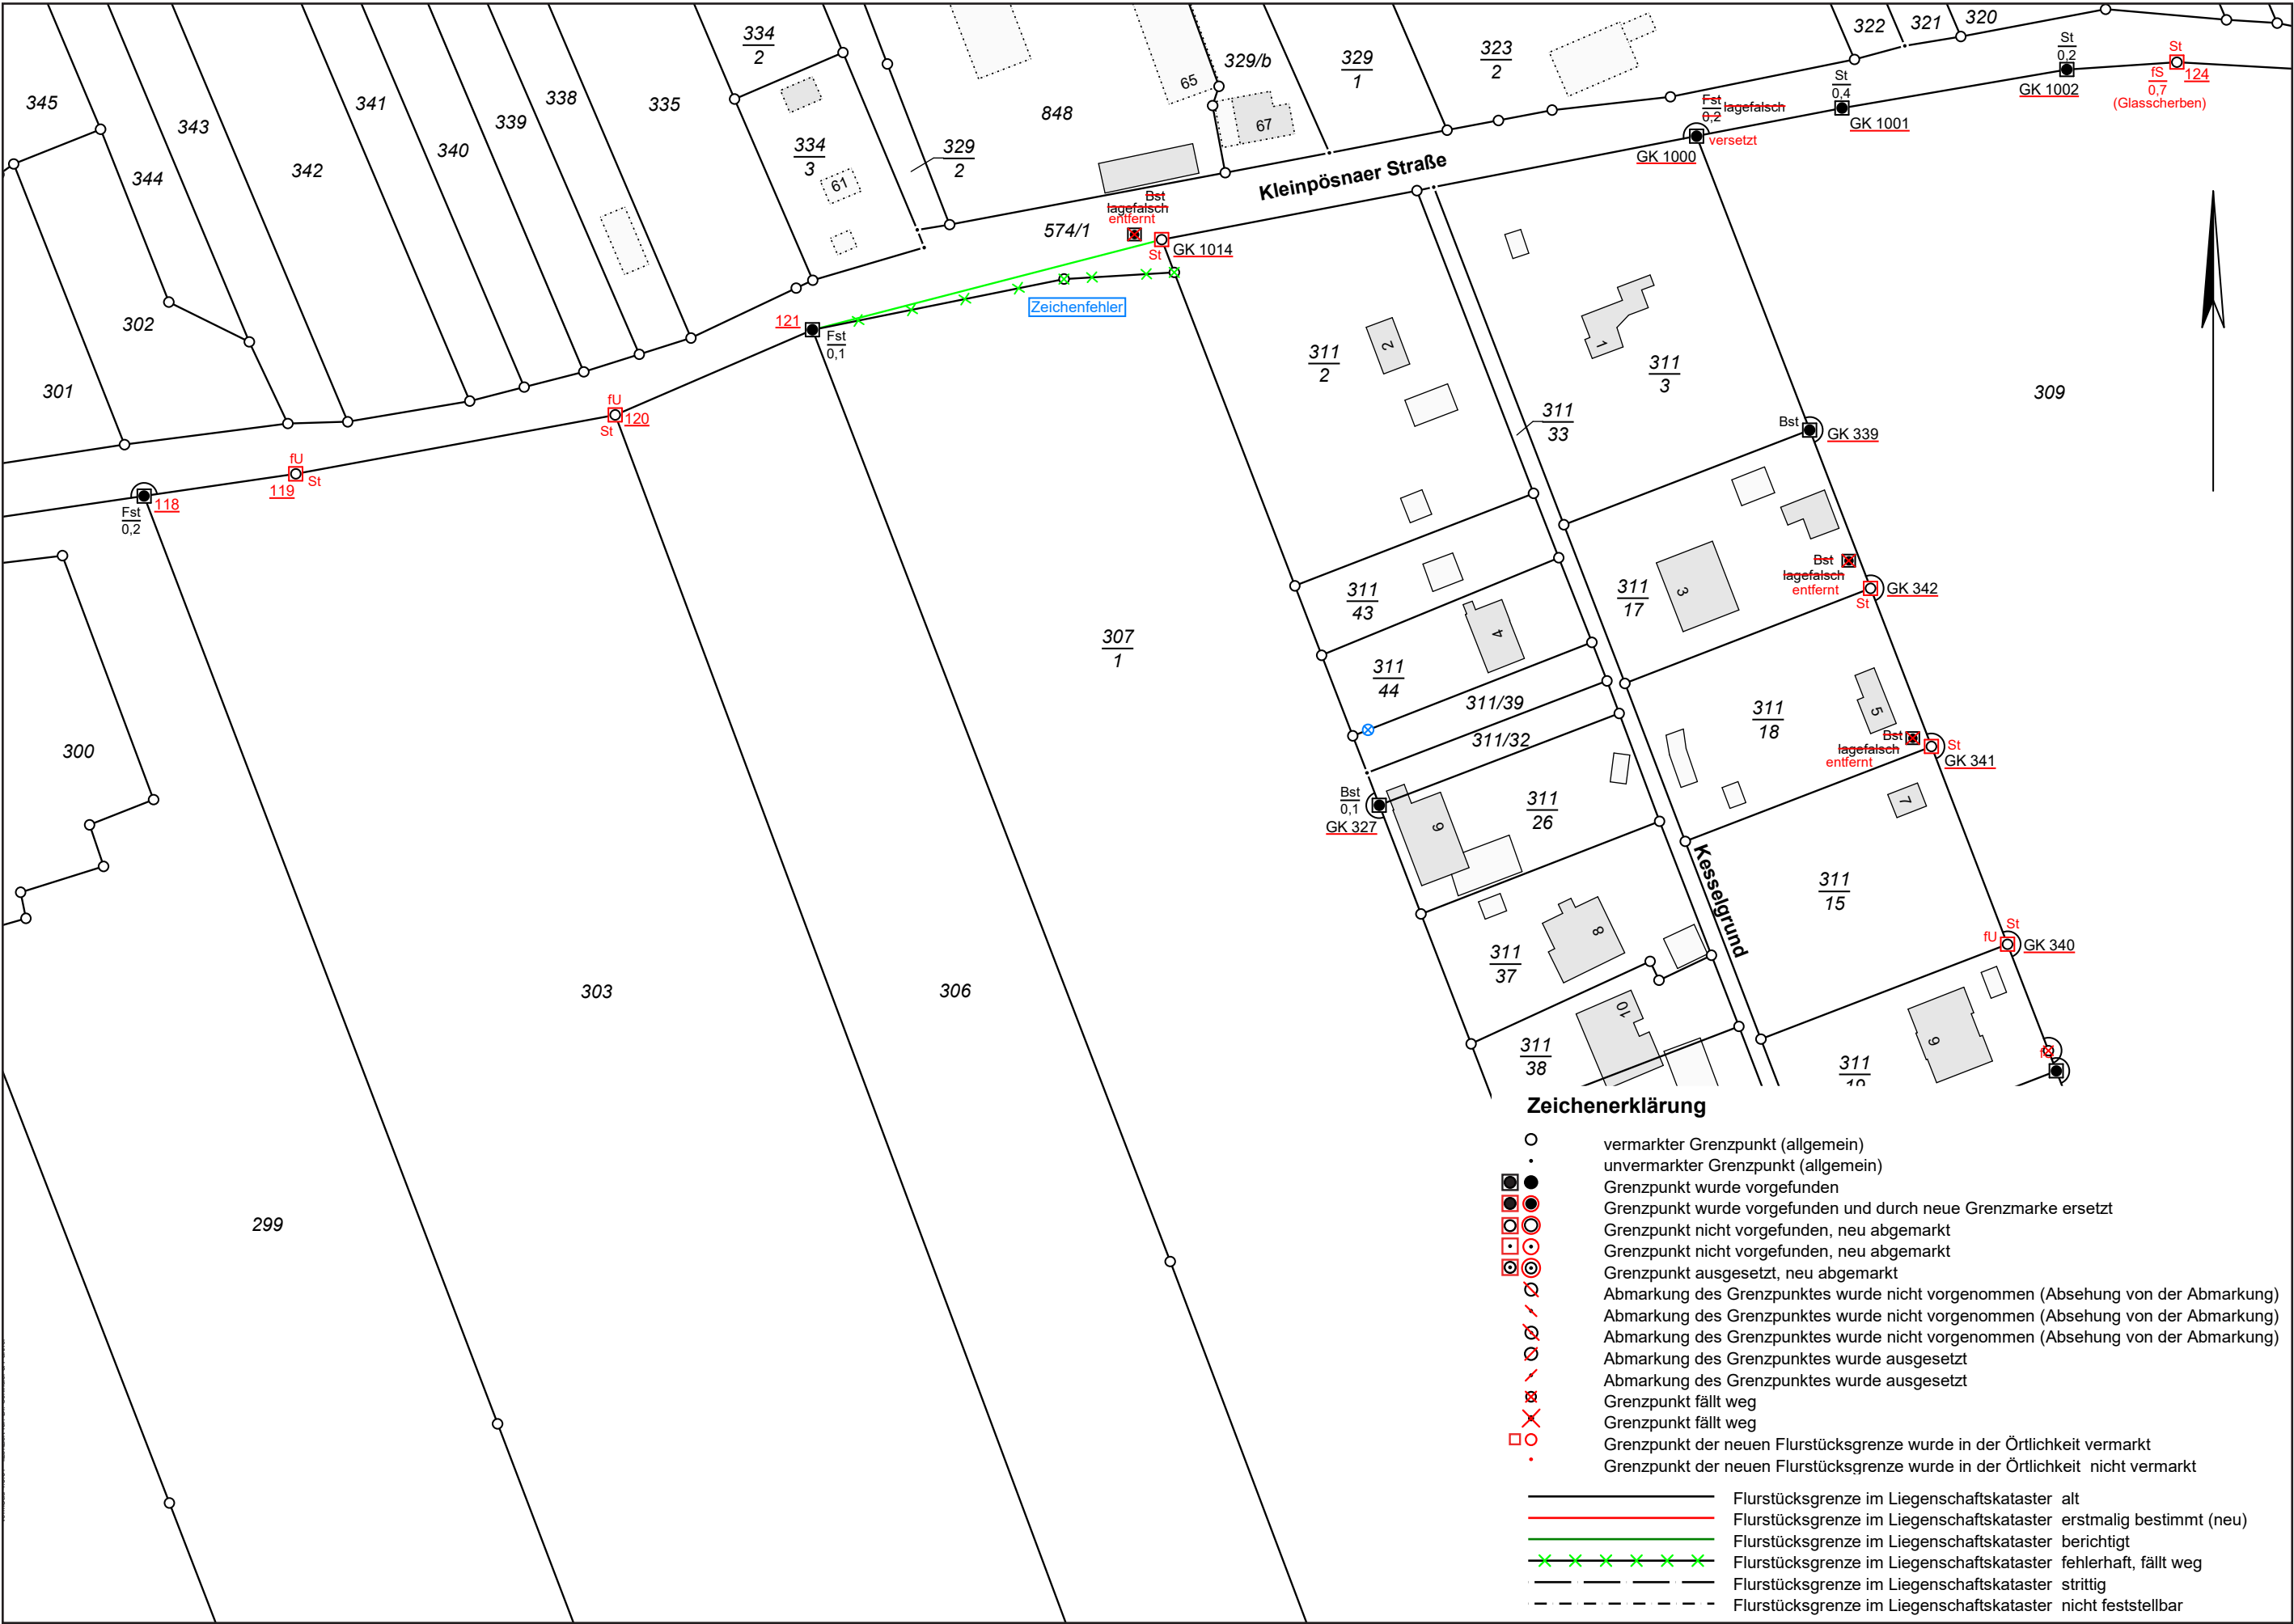 334
2
322
321
320
St
0,2
St
fS
0,7
124
(Glasscherben)
GK 1002
329/b
329
1
323
2
65
67
345
343
341
338
335
848
339
340
344
342
334
3
61
329
2
St
0,4
GK 1001
Fst
0,2
lagefalsch
versetzt
GK 1000
Kleinpösnaer Straße
Bst
lagefalsch
entfernt
574/1
GK 1014
St
Zeichenfehler
121
Fst
0,1
302
301
fU
120
St
fU
St
119
118
Fst
0,2
311
2
2
1
311
3
309
311
33
Bst
GK 339
Bst
lagefalsch
entfernt
GK 342
St
311
43
311
17
3
4
307
1
311
44
311/39
311/32
311
18
5
Bst
lagefalsch
entfernt
St
GK 341
300
Bst
0,1
GK 327
6
311
26
7
Kesselgrund
311
15
8
311
37
St
fU
GK 340
303
306
10
311
38
9
311
19
299
Zeichenerklärung
vermarkter Grenzpunkt (allgemein)
unvermarkter Grenzpunkt (allgemein)
Grenzpunkt wurde vorgefunden
Grenzpunkt wurde vorgefunden und durch neue Grenzmarke ersetzt
Grenzpunkt nicht vorgefunden, neu abgemarkt
Grenzpunkt nicht vorgefunden, neu abgemarkt
Grenzpunkt ausgesetzt, neu abgemarkt
Abmarkung des Grenzpunktes wurde nicht vorgenommen (Absehung von der Abmarkung)
Abmarkung des Grenzpunktes wurde nicht vorgenommen (Absehung von der Abmarkung)
Abmarkung des Grenzpunktes wurde nicht vorgenommen (Absehung von der Abmarkung)
Abmarkung des Grenzpunktes wurde ausgesetzt
Abmarkung des Grenzpunktes wurde ausgesetzt
Grenzpunkt fällt weg
Grenzpunkt fällt weg
Grenzpunkt der neuen Flurstücksgrenze wurde in der Örtlichkeit vermarkt
Grenzpunkt der neuen Flurstücksgrenze wurde in der Örtlichkeit nicht vermarkt
Flurstücksgrenze im Liegenschaftskataster alt
Flurstücksgrenze im Liegenschaftskataster erstmalig bestimmt (neu)
Flurstücksgrenze im Liegenschaftskataster berichtigt
Flurstücksgrenze im Liegenschaftskataster fehlerhaft, fällt weg
Flurstücksgrenze im Liegenschaftskataster strittig
Flurstücksgrenze im Liegenschaftskataster nicht feststellbar